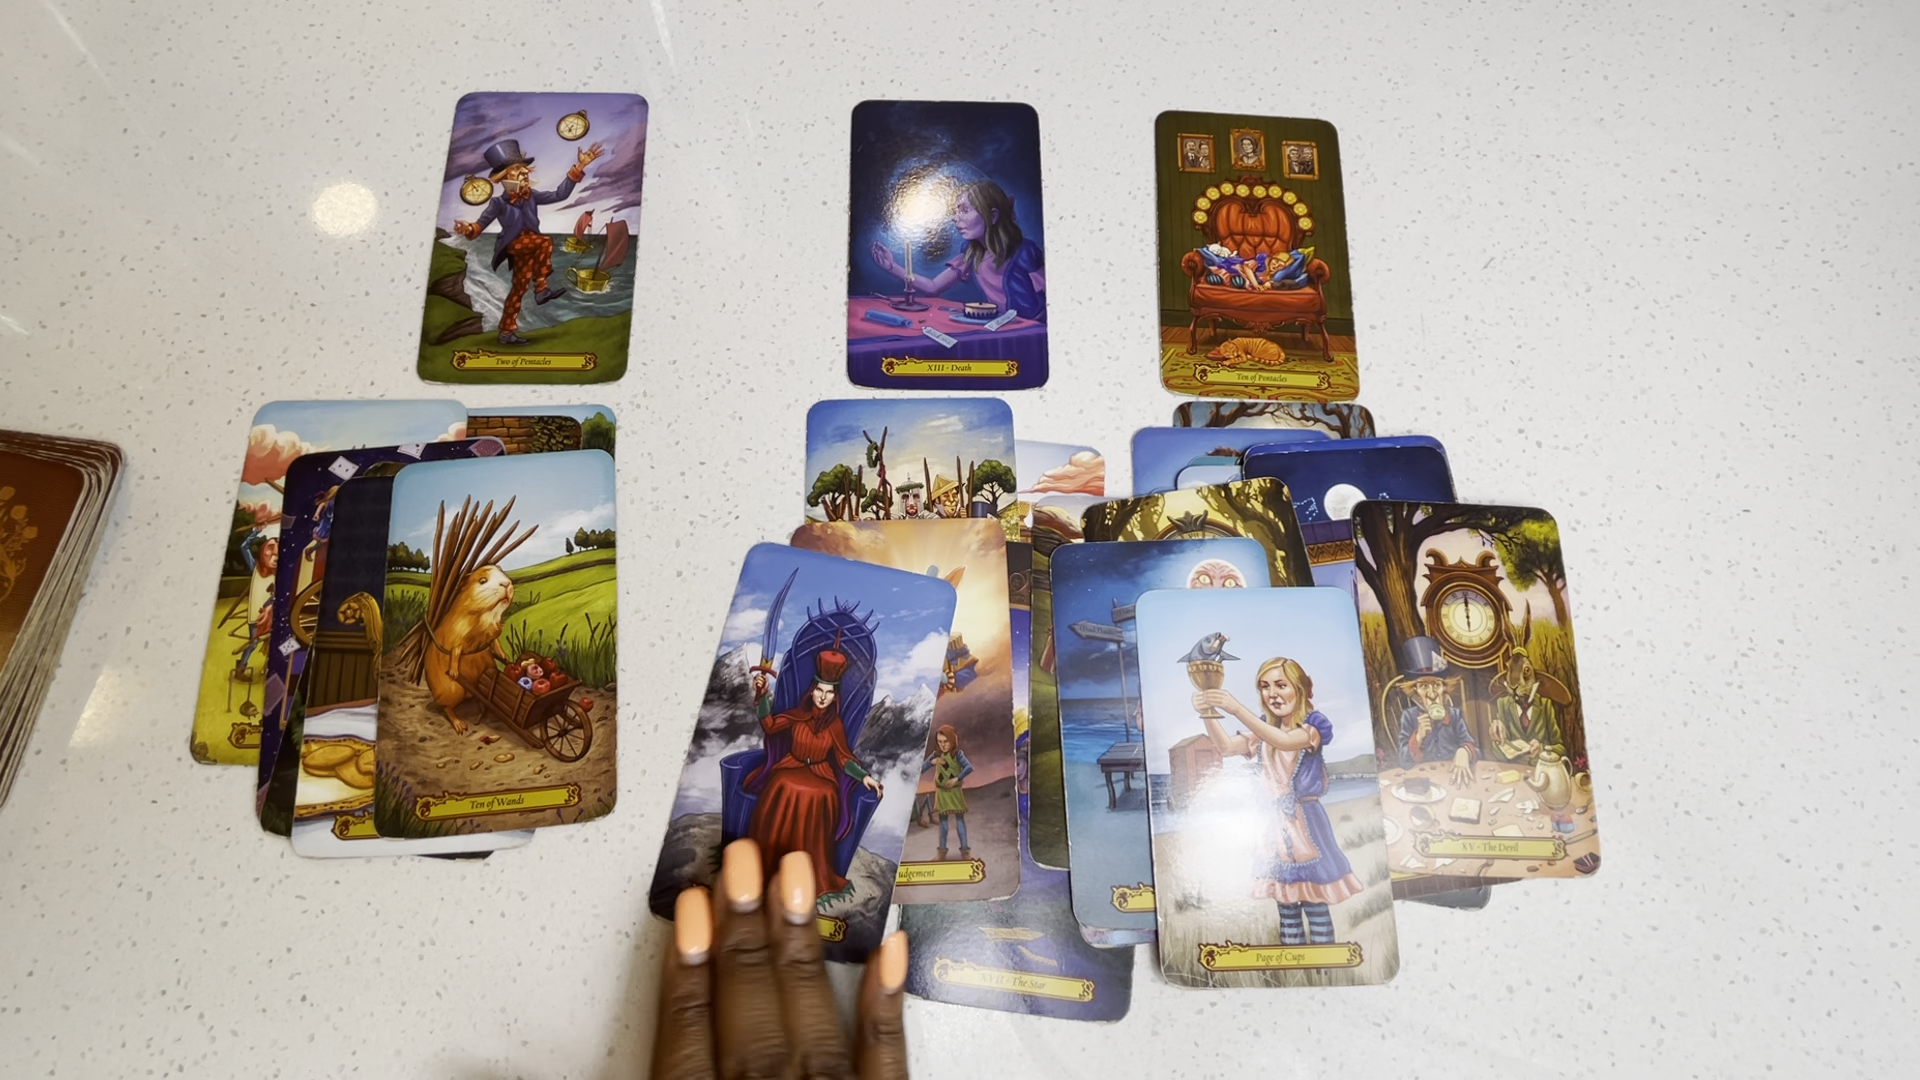 Two of Pentacles
XIII - Death
Ten of Pentacles
Ten of Wands
XV - The Devil
udgement
Page of Cups
XVII - The Star